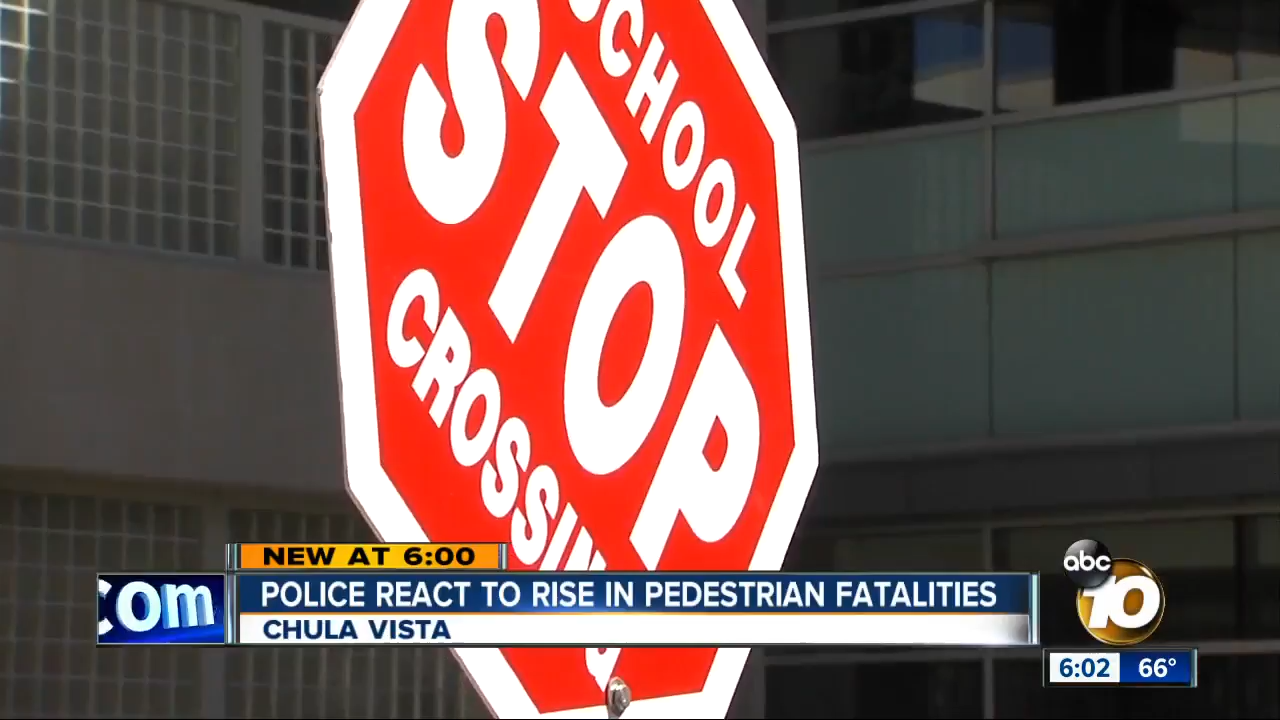 SCHOOL
STOP
CROSSING
NEW AT 6:00
com
POLICE REACT TO RISE IN PEDESTRIAN FATALITIES
CHULA VISTA
abc
10
6:02 66°